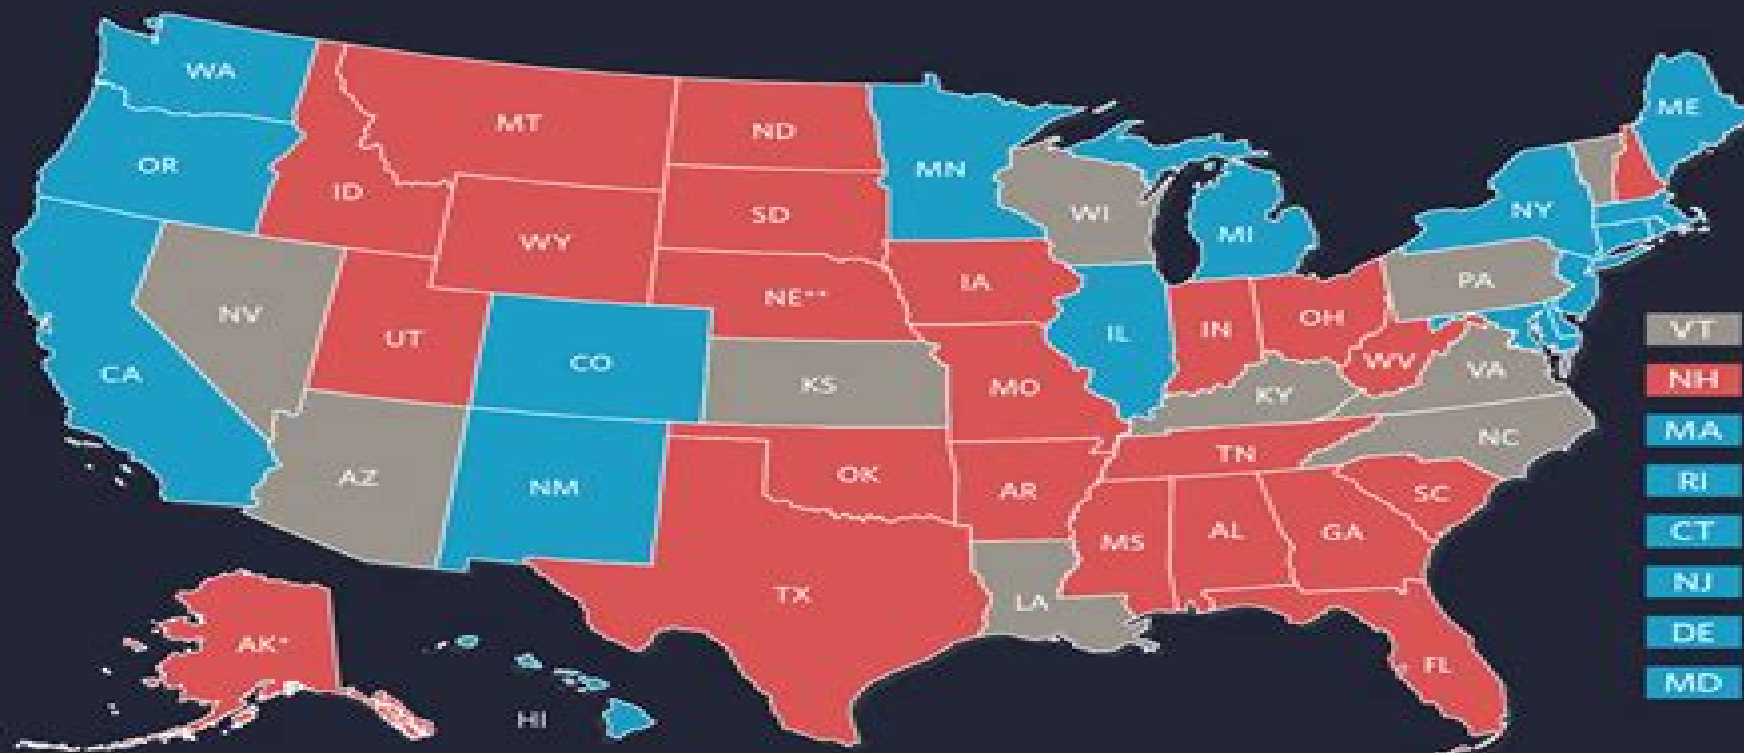 WA
MT
ND
OR
ID
MN
ME
SD
WI
NY
WY
MI
IA
PA
NE**
NV
UT
CO
IL
IN
OH
WV
VT
CA
KS
MO
KY
VA
NH
AZ
NM
OK
AR
TN
NC
MA
SC
RI
MS
AL
GA
CT
TX
LA
NJ
AK*
FL
DE
HI
MD